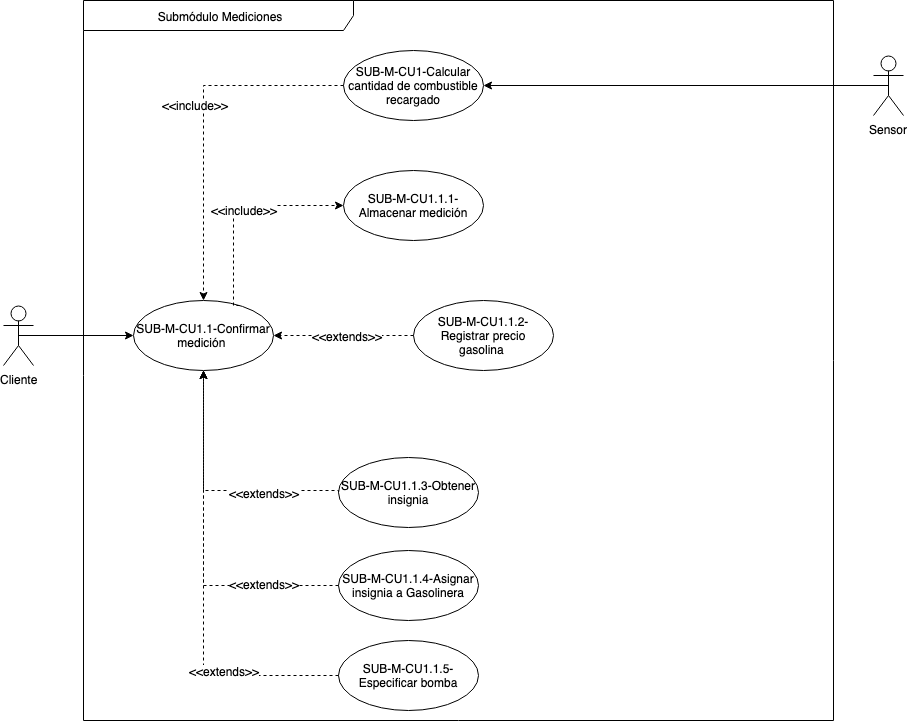 Submódulo Mediciones
SUB-M-CU1-Calcular
cantidad de combustible
recargado
<<include>>
Sensor
SUB-M-CU1.1.1-
Almacenar medición
<<include>>
SUB-M-CU1.1-Confirmar
medición
Cliente
SUB-M-CU1.1.2-
Registrar precio
gasolina
<<extends>>
SUB-M-CU1.1.3-Obtener
insignia
<<extends>>
SUB-M-CU1.1.4-Asignar
insignia a Gasolinera
<<extends>>
SUB-M-CU1.1.5-
Especificar bomba
<<extends>>